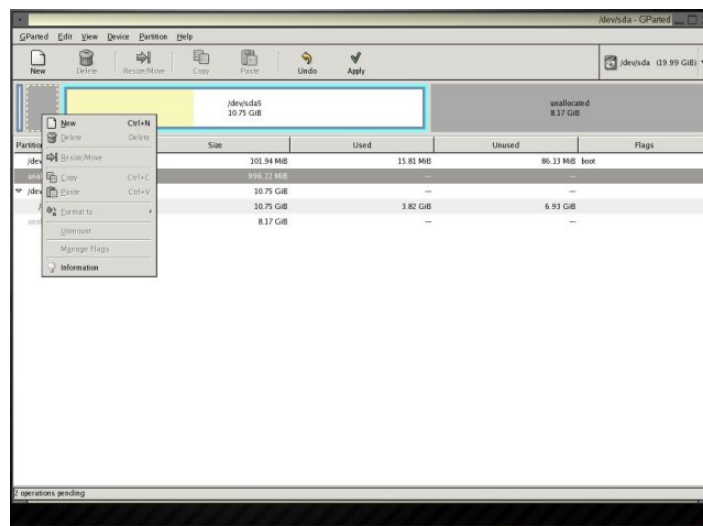 /dev/sda - GParted
GParted Edit View Device Partition Help
New Delete Resize/Move Copy Paste Undo Apply /dev/sda (19.99 GiB)
/dev/sda5
10.75 GiB
unallocated
8.17 GiB
New Ctrl+N
Delete Delete
Resize/Move
Copy Ctrl+C
Paste Ctrl+V
Format to
Unmount
Manage Flags
Information
Size Used Unused Flags
101.94 MiB 15.81 MiB 86.13 MiB boot
996.22 MiB — —
10.75 GiB — —
10.75 GiB 3.82 GiB 6.93 GiB
8.17 GiB — —
2 operations pending